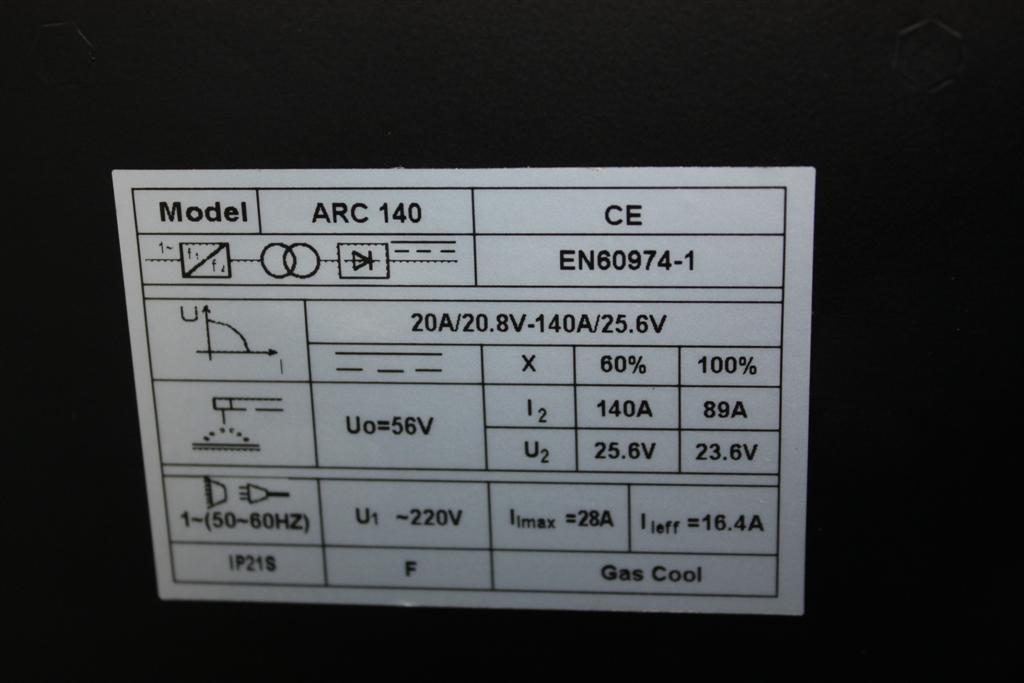 Model ARC 140 CE
1~ f₁ f₂ EN60974-1
U I 20A/20.8V-140A/25.6V
X 60% 100%
Uo=56V I2 140A 89A
U2 25.6V 23.6V
1~(50~60HZ) U1 ~220V I1max =28A I1eff =16.4A
IP21S F Gas Cool